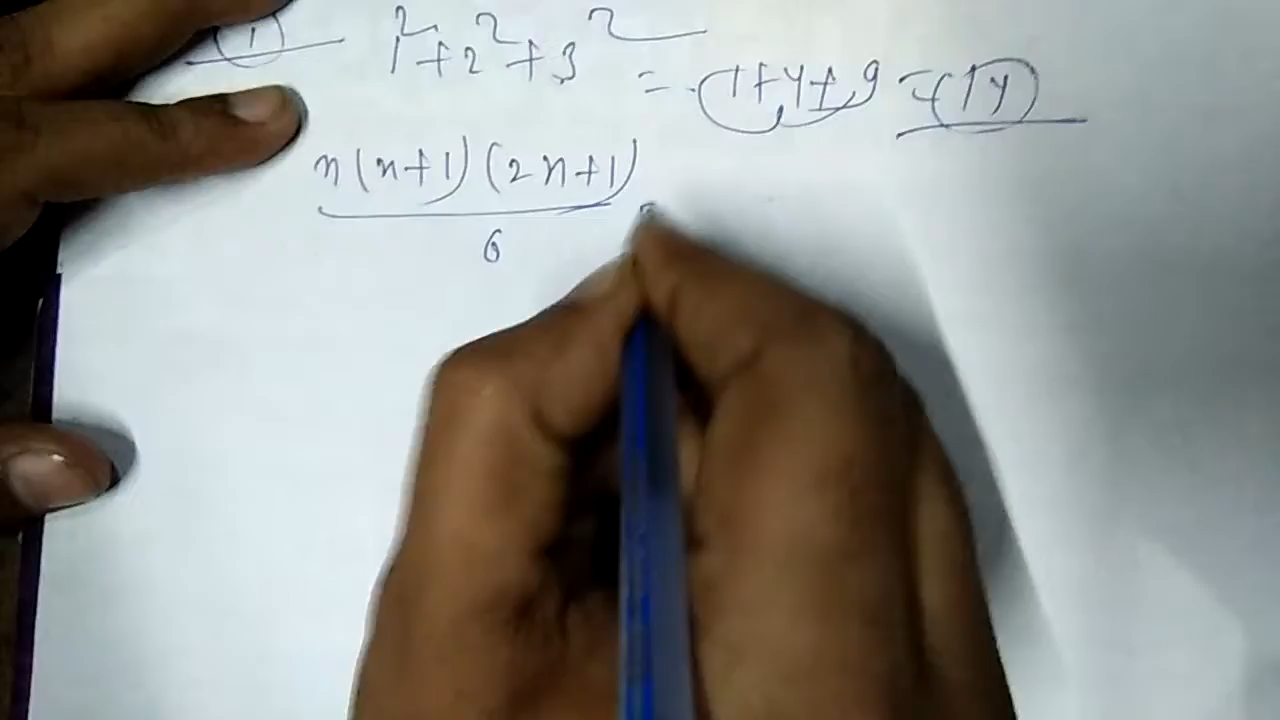 ① 1²+2²+3² = 1+4+9 = 14
n(n+1)(2n+1)
6